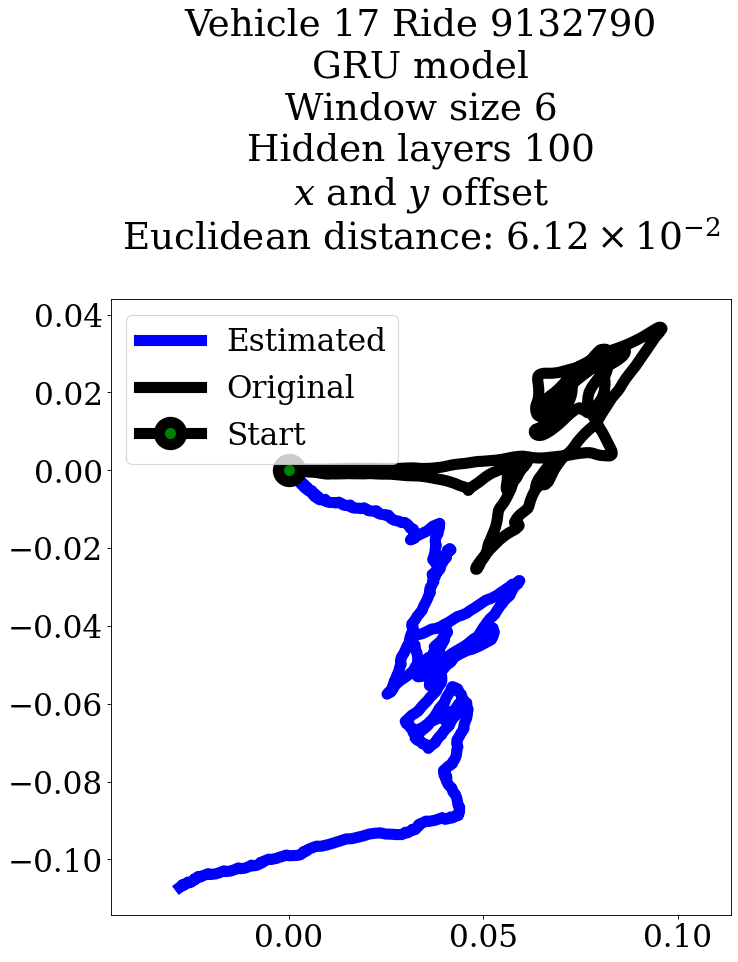 Vehicle 17 Ride 9132790
GRU model
Window size 6
Hidden layers 100
x and y offset
Euclidean distance: 6.12 × 10⁻²
0.04
0.02
0.00
−0.02
−0.04
−0.06
−0.08
−0.10
Estimated
Original
Start
0.00 0.05 0.10